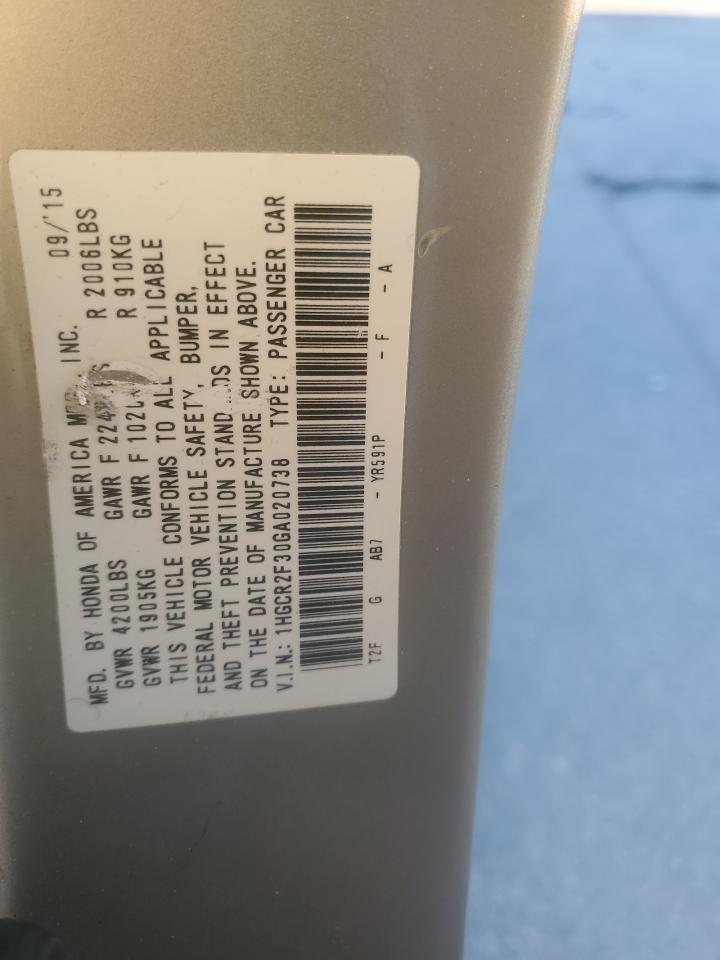 MFD. BY HONDA OF AMERICA INC. 09/'15
GVWR 4200LBS GAWR F R 2006LBS
GVWR 1905KG GAWR F R 910KG
THIS VEHICLE CONFORMS TO ALL APPLICABLE
FEDERAL MOTOR VEHICLE SAFETY, BUMPER,
AND THEFT PREVENTION IN EFFECT
ON THE DATE OF MANUFACTURE SHOWN ABOVE.
V.I.N.: 1HGCR2F30GA020738 TYPE: PASSENGER CAR
T2F G AB7 - YR591P - F - A